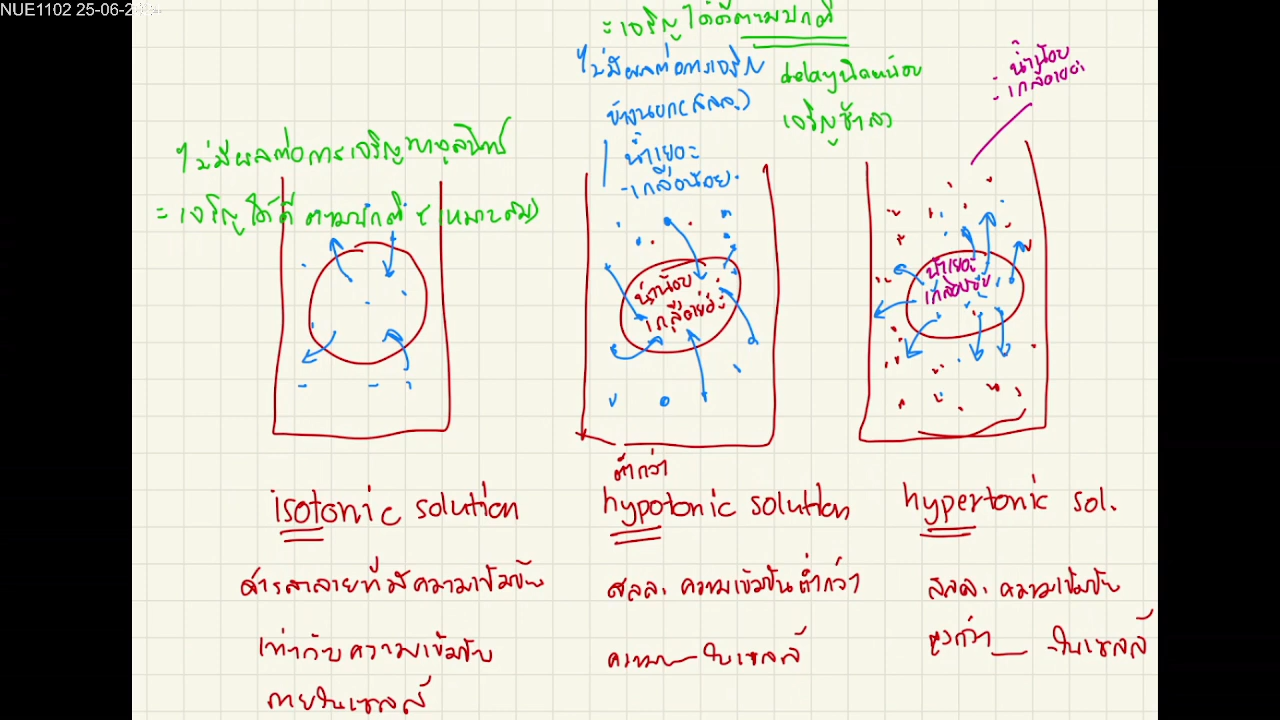 NUE1102 25-06-2
= เจริญได้ดีตามปกติ
ไม่มีผลต่อการเจริญ
delayนิดหน่อย
เจริญช้าลง
ข้างนอก(สลล.)
น้ำเยอะ
-เกลือน้อย.
น้ำน้อย
เกลือเยอะ
ไม่มีผลต่อการเจริญของจุลินทรีย์
= เจริญได้ดี ตามปกติ (เหมาะสม)
น้ำน้อย
เกลือเยอะ
น้ำเยอะ
เกลือน้อย
ต่ำกว่า
isotonic solution
hypotonic solution
hypertonic sol.
สารละลายที่มีความเข้มข้น
เท่ากับความเข้มข้น
ภายในเซลล์
สลล. ความเข้มข้นต่ำกว่า
ความ ในเซลล์
สลล. ความเข้มข้น
สูงกว่า ในเซลล์